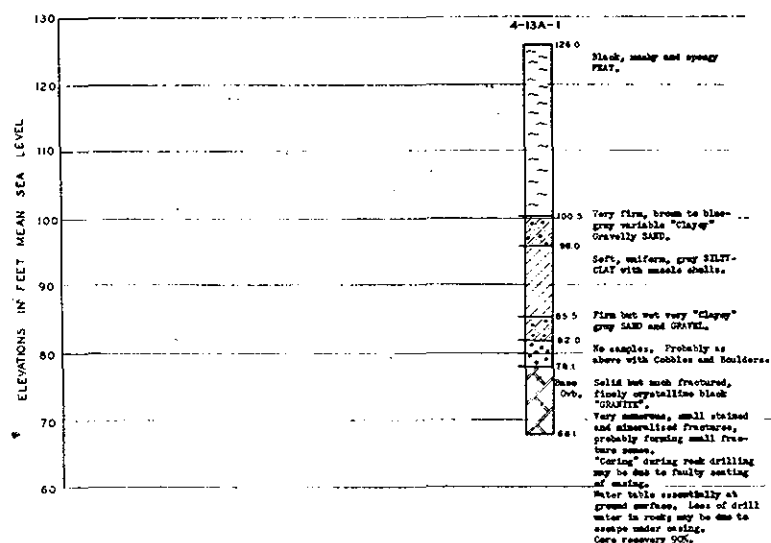 130
120
110
100
90
80
70
60
ELEVATIONS IN FEET MEAN SEA LEVEL
4-13A-1
126.0
Black, mushy and spongy
PEAT.
100.5
Very firm, brown to blue-
gray variable "Clayey"
Gravelly SAND.
96.0
Soft, uniform, gray SILTY-
CLAY with mussle shells.
85.5
Firm but wet very "Clayey"
gray SAND and GRAVEL.
82.0
No samples. Probably as
above with Cobbles and Boulders.
78.1
Base
Ovb.
Solid but much fractured,
finely crystalline black
"GRANITE".
Very numerous, small stained
and mineralized fractures,
probably forming small frac-
ture zones.
68.1
"Caving" during rock drilling
may be due to faulty seating
of casing.
Water table essentially at
ground surface. Loss of drill
water in rock; may be due to
escape under casing.
Core recovery 90%.